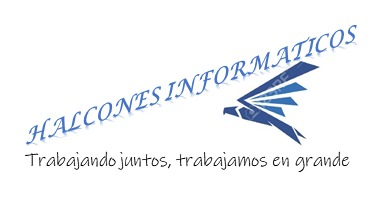 HALCONES INFORMATICOS
Trabajando juntos, trabajamos en grande